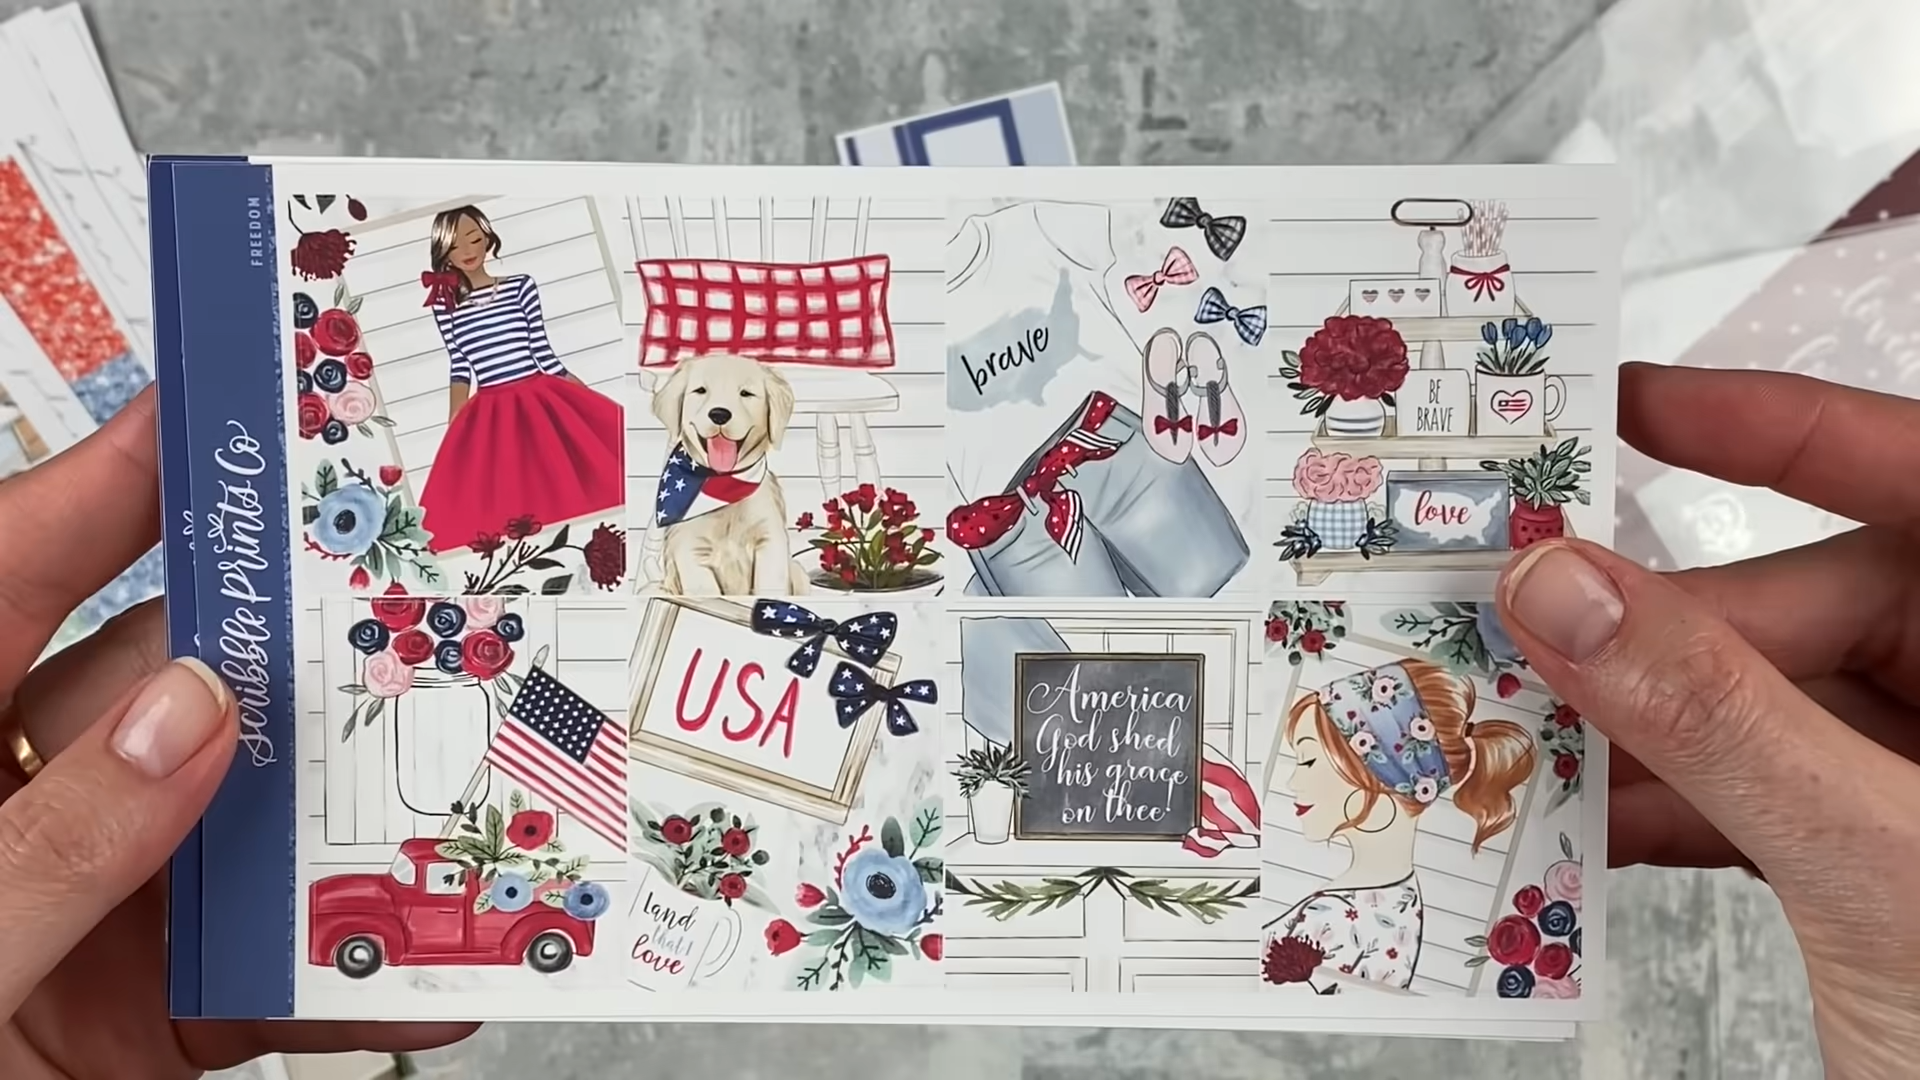 FREEDOM
Scribble Prints Co
brave
BE
BRAVE
love
USA
Land
that I
love
America
God shed
his grace
on thee!